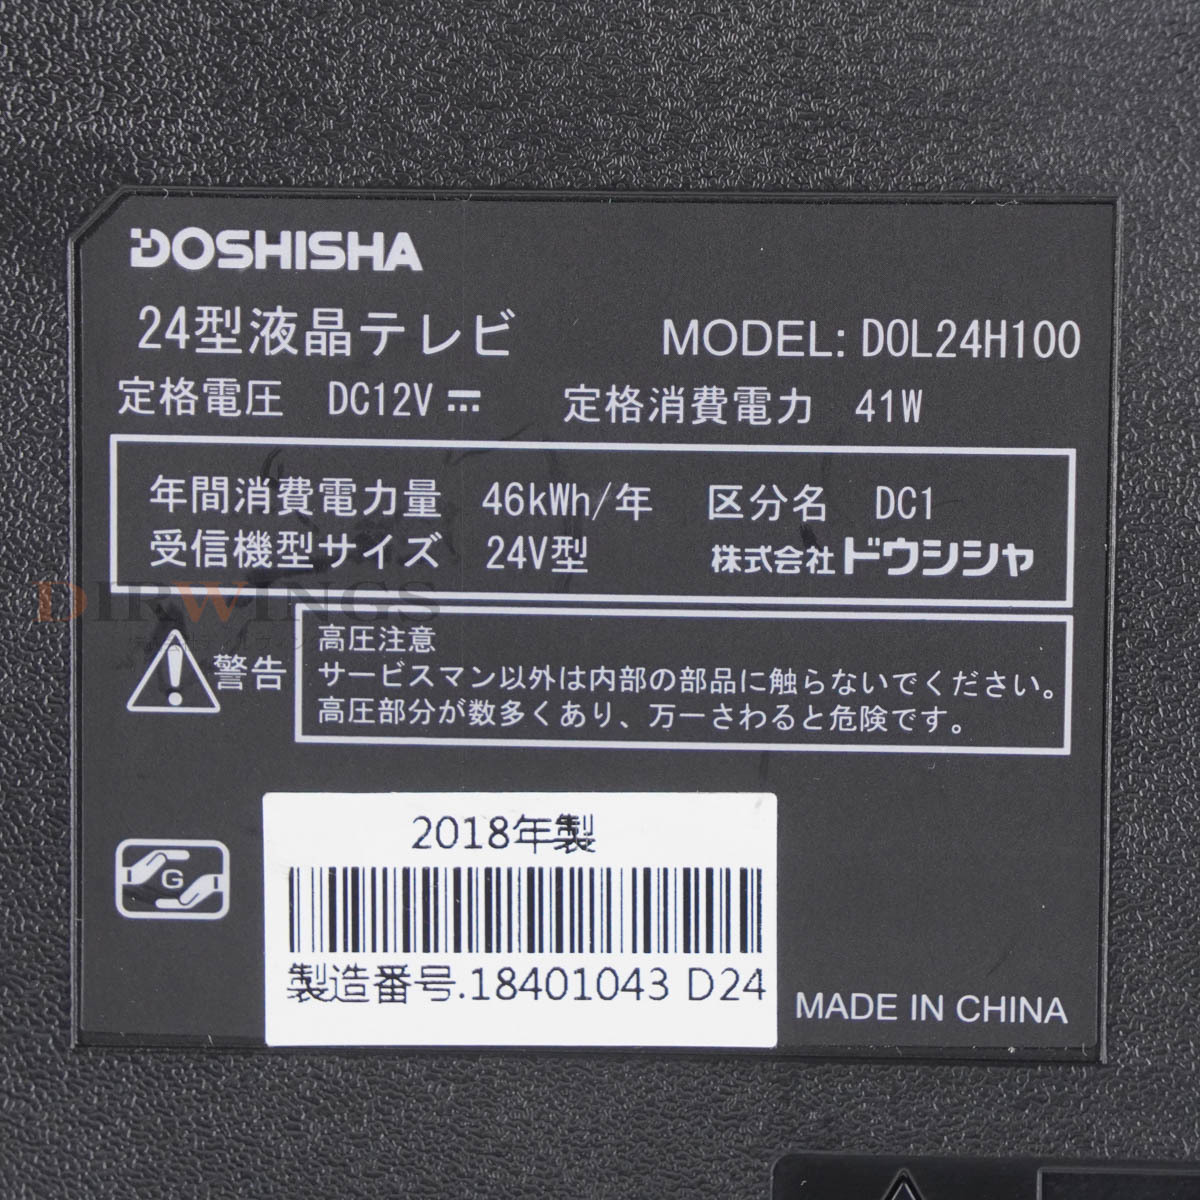 DOSHISHA
24型液晶テレビ MODEL: DOL24H100
定格電圧 DC12V 定格消費電力 41W
年間消費電力量 46kWh/年 区分名 DC1
受信機型サイズ 24V型 株式会社ドウシシャ
DIRWINGS
警告
高圧注意
サービスマン以外は内部の部品に触らないでください。
高圧部分が数多くあり、万一さわると危険です。
2018年製
G
製造番号.18401043 D24
MADE IN CHINA